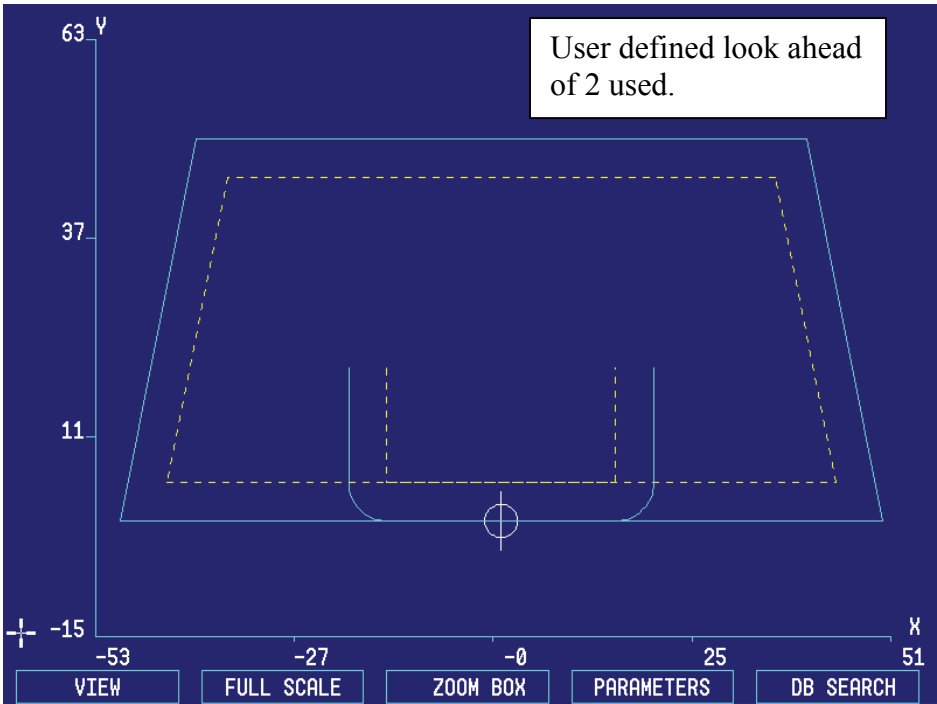 63 Y
User defined look ahead
of 2 used.
37
11
-15
X
-53 -27 -0 25 51
VIEW FULL SCALE ZOOM BOX PARAMETERS DB SEARCH